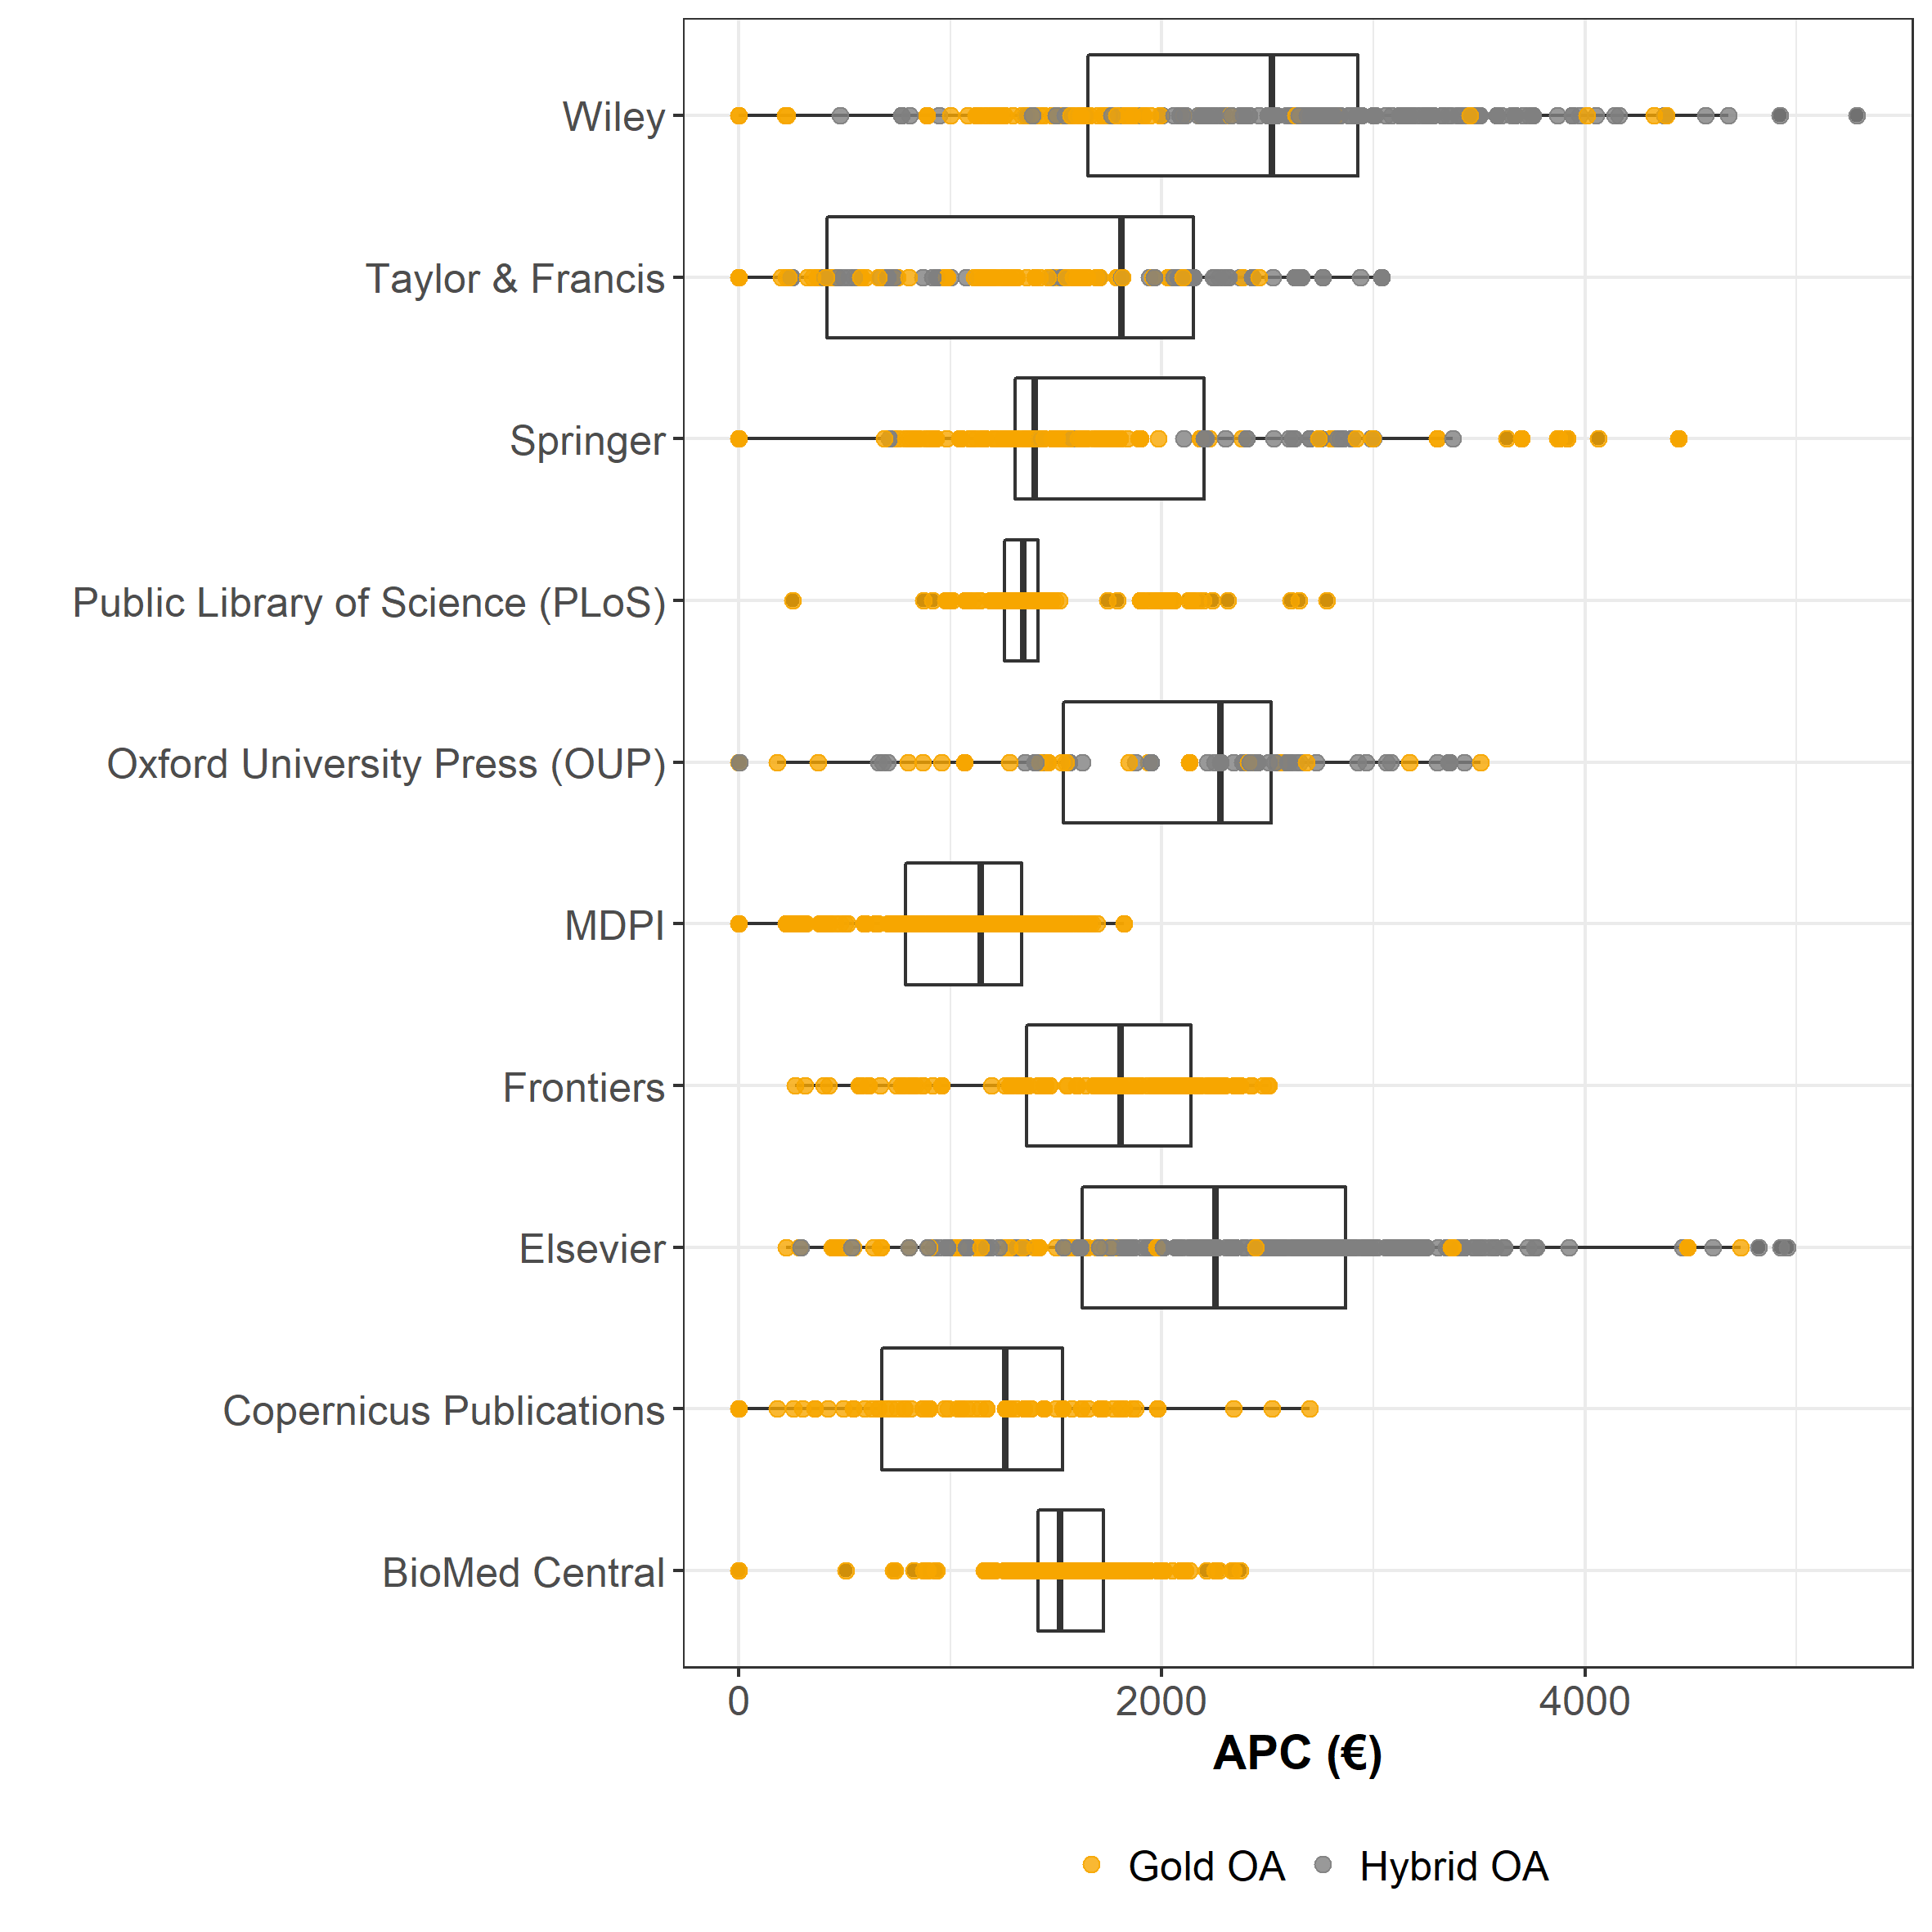 Wiley
Taylor & Francis
Springer
Public Library of Science (PLoS)
Oxford University Press (OUP)
MDPI
Frontiers
Elsevier
Copernicus Publications
BioMed Central
0 2000 4000
APC (€)
Gold OA Hybrid OA